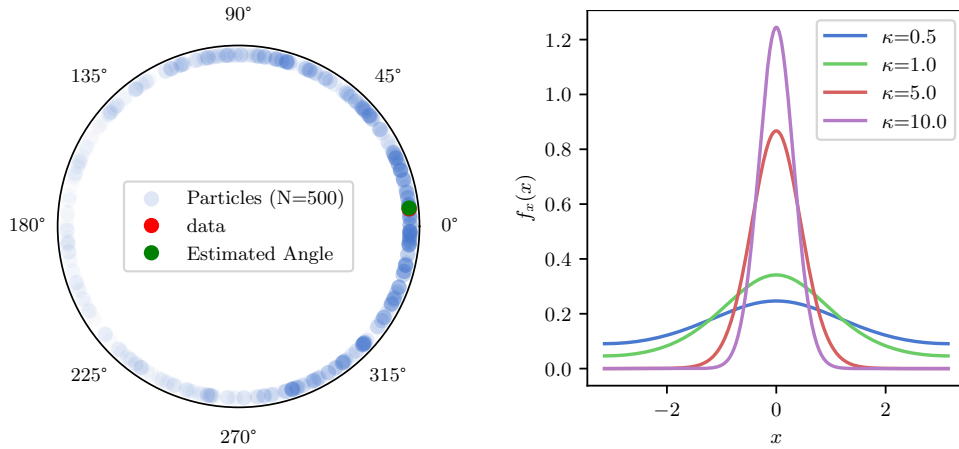 90°
135°
45°
180°
0°
225°
315°
270°
Particles (N=500)
data
Estimated Angle
f_x(x)
1.2
1.0
0.8
0.6
0.4
0.2
0.0
−2
0
2
x
κ=0.5
κ=1.0
κ=5.0
κ=10.0